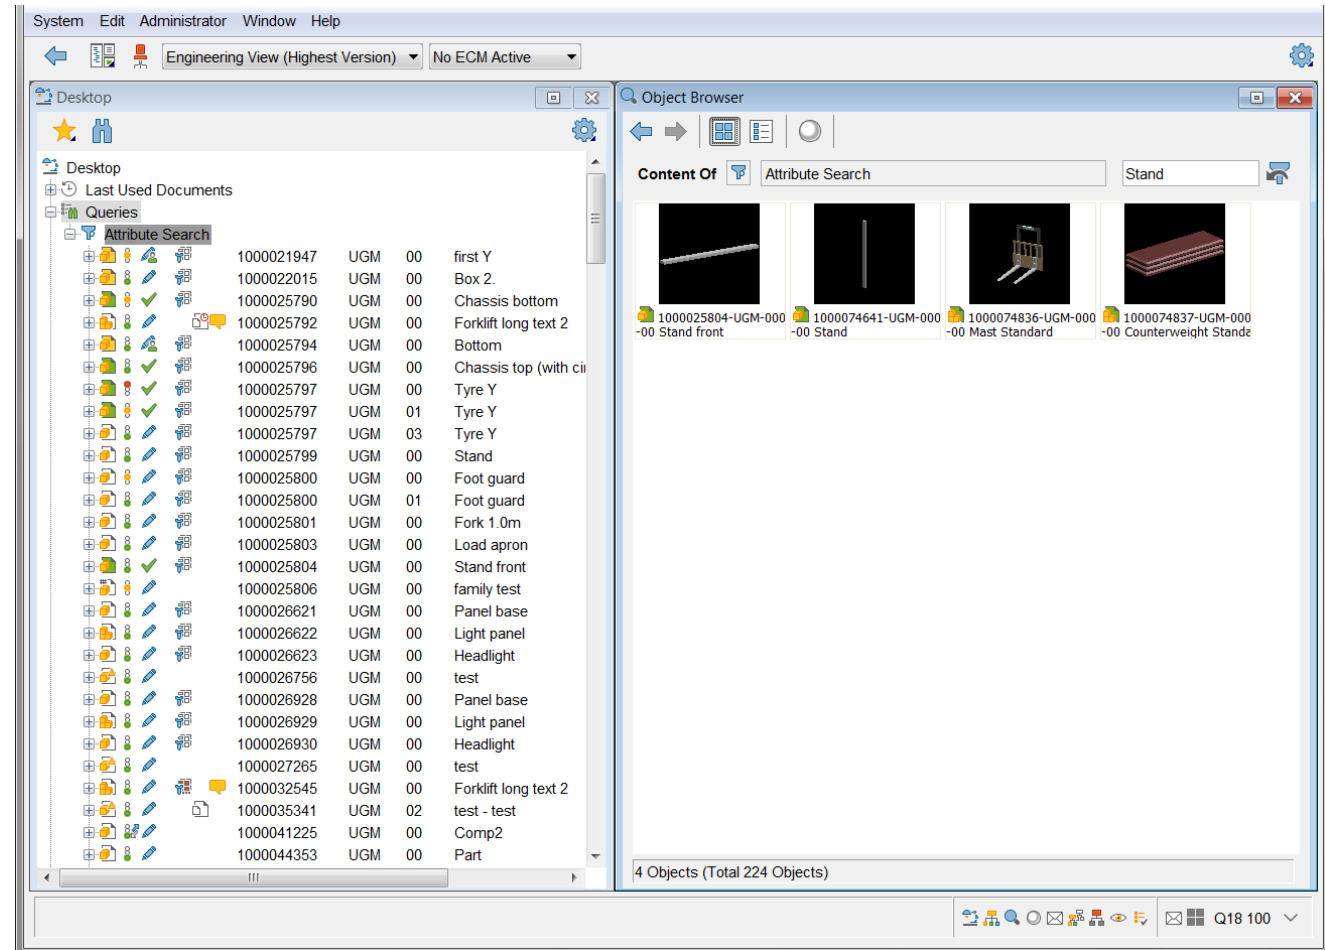 System Edit Administrator Window Help
Engineering View (Highest Version) No ECM Active
Desktop
Desktop
Last Used Documents
Queries
Attribute Search
1000021947 UGM 00 first Y
1000022015 UGM 00 Box 2.
1000025790 UGM 00 Chassis bottom
1000025792 UGM 00 Forklift long text 2
1000025794 UGM 00 Bottom
1000025796 UGM 00 Chassis top (with cir
1000025797 UGM 00 Tyre Y
1000025797 UGM 01 Tyre Y
1000025797 UGM 03 Tyre Y
1000025799 UGM 00 Stand
1000025800 UGM 00 Foot guard
1000025800 UGM 01 Foot guard
1000025801 UGM 00 Fork 1.0m
1000025803 UGM 00 Load apron
1000025804 UGM 00 Stand front
1000025806 UGM 00 family test
1000026621 UGM 00 Panel base
1000026622 UGM 00 Light panel
1000026623 UGM 00 Headlight
1000026756 UGM 00 test
1000026928 UGM 00 Panel base
1000026929 UGM 00 Light panel
1000026930 UGM 00 Headlight
1000027265 UGM 00 test
1000032545 UGM 00 Forklift long text 2
1000035341 UGM 02 test - test
1000041225 UGM 00 Comp2
1000044353 UGM 00 Part
Object Browser
Content Of Attribute Search Stand
1000025804-UGM-000
-00 Stand front
1000074641-UGM-000
-00 Stand
1000074836-UGM-000
-00 Mast Standard
1000074837-UGM-000
-00 Counterweight Standa
4 Objects (Total 224 Objects)
Q18 100